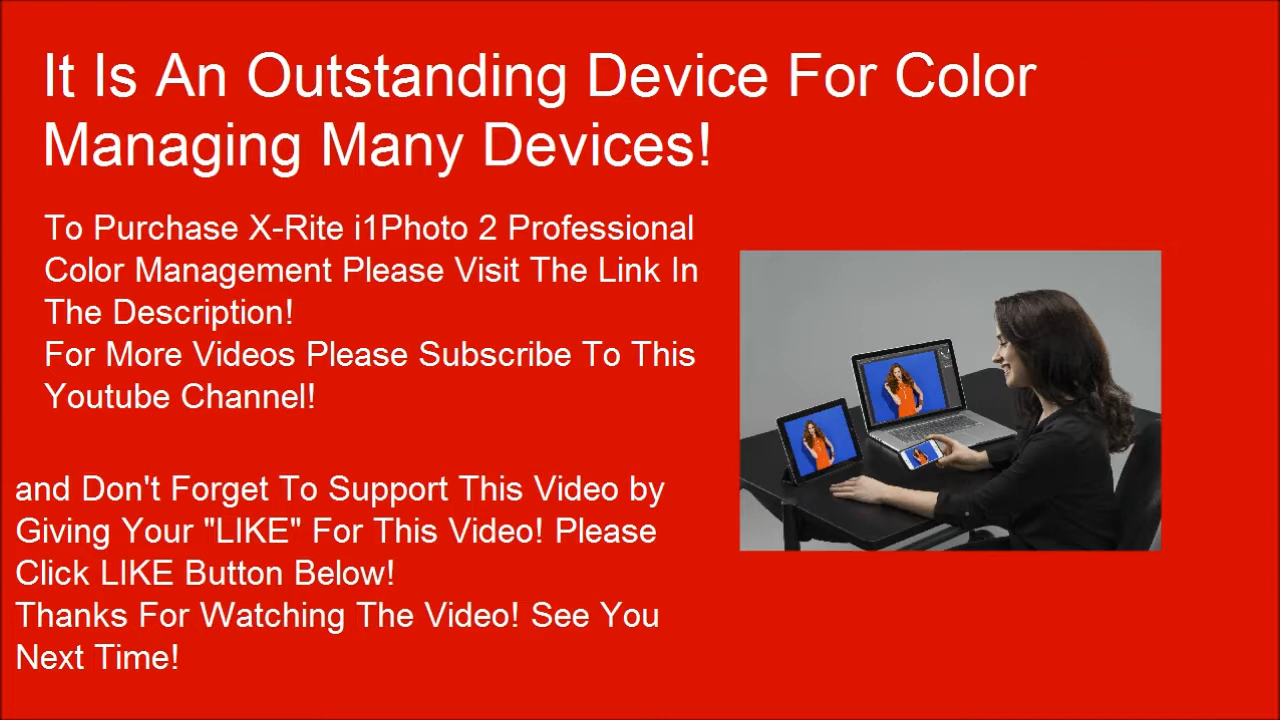 It Is An Outstanding Device For Color
Managing Many Devices!
To Purchase X-Rite i1Photo 2 Professional
Color Management Please Visit The Link In
The Description!
For More Videos Please Subscribe To This
Youtube Channel!
and Don't Forget To Support This Video by
Giving Your "LIKE" For This Video! Please
Click LIKE Button Below!
Thanks For Watching The Video! See You
Next Time!